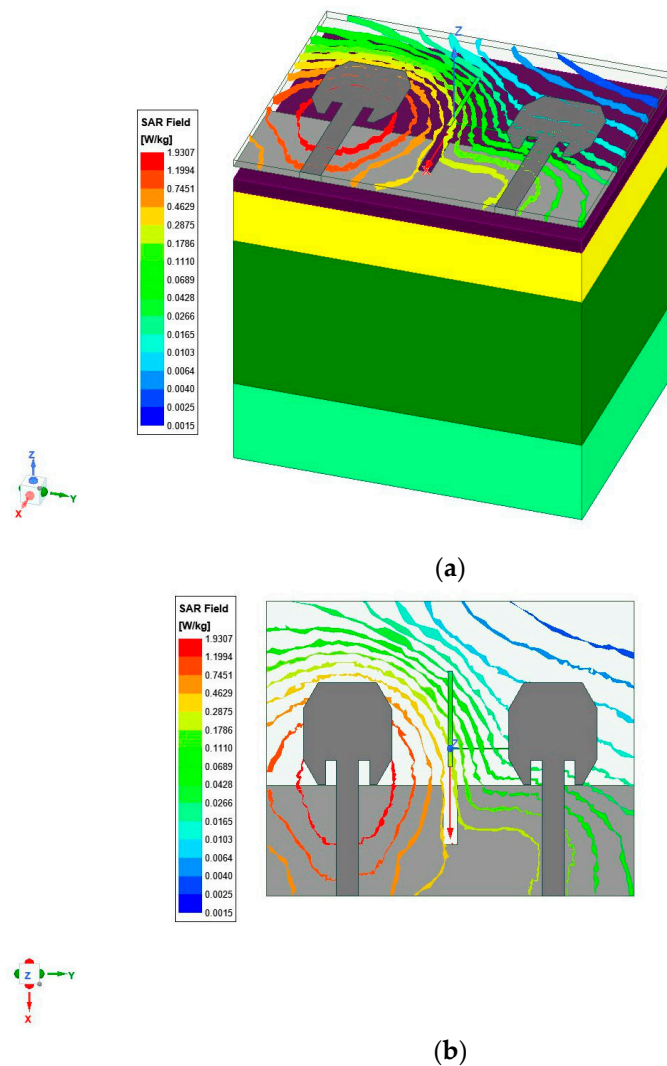 Z
SAR Field
[W/kg]
1.9307
1.1994
0.7451
0.4629
0.2875
0.1786
0.1110
0.0689
0.0428
0.0266
0.0165
0.0103
0.0064
0.0040
0.0025
0.0015
X
Z
Y
X
(a)
SAR Field
[W/kg]
1.9307
1.1994
0.7451
0.4629
0.2875
0.1786
0.1110
0.0689
0.0428
0.0266
0.0165
0.0103
0.0064
0.0040
0.0025
0.0015
Z
Z
Y
X
(b)